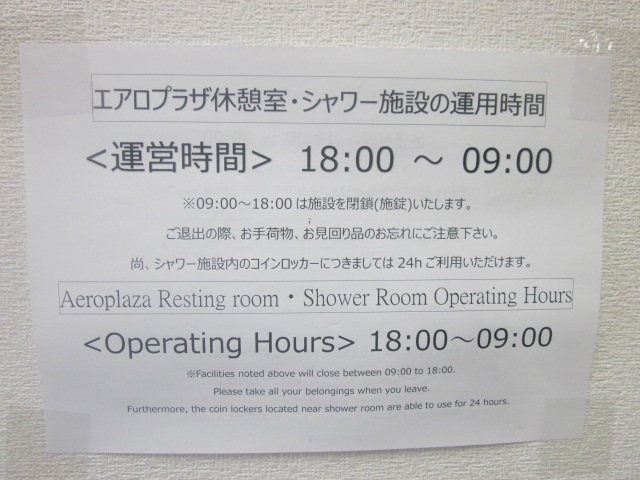 エアロプラザ休憩室・シャワー施設の運用時間
<運営時間> 18:00 ～ 09:00
※09:00～18:00 は施設を閉鎖(施錠)いたします。
ご退出の際、お手荷物、お見回り品のお忘れにご注意下さい。
尚、シャワー施設内のコインロッカーにつきましては 24h ご利用いただけます。
Aeroplaza Resting room・Shower Room Operating Hours
<Operating Hours> 18:00～09:00
※Facilities noted above will close between 09:00 to 18:00.
Please take all your belongings when you leave.
Furthermore, the coin lockers located near shower room are able to use for 24 hours.